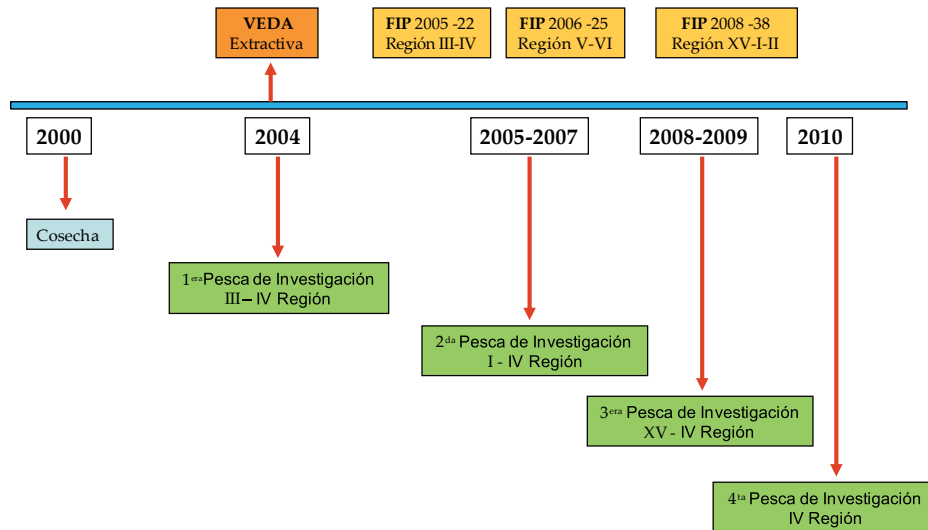 VEDA
Extractiva
FIP 2005 -22
Región III-IV
FIP 2006 -25
Región V-VI
FIP 2008 -38
Región XV-I-II
2000
2004
2005-2007
2008-2009
2010
Cosecha
1era Pesca de Investigación
III– IV Región
2da Pesca de Investigación
I - IV Región
3era Pesca de Investigación
XV - IV Región
4ta Pesca de Investigación
IV Región